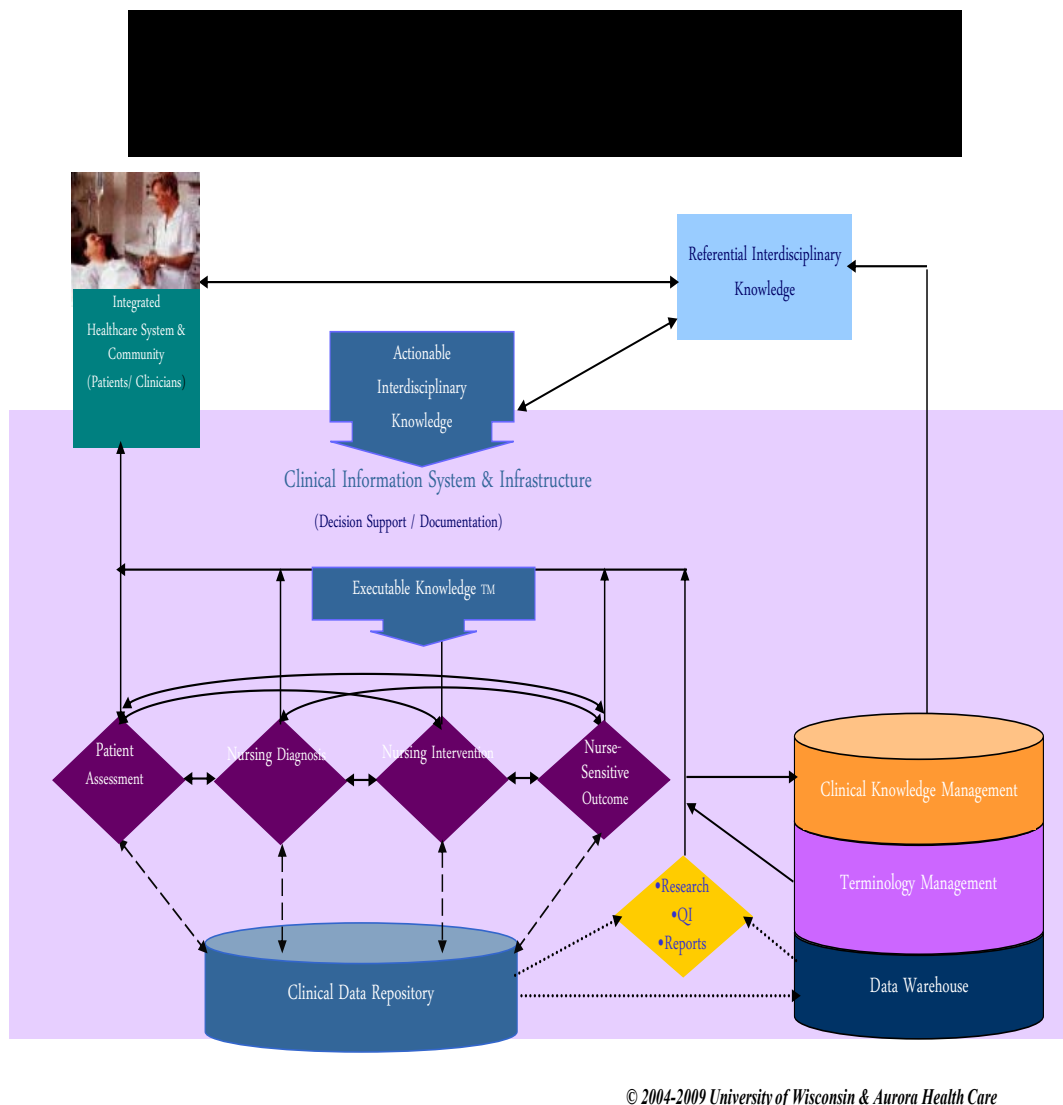 Referential Interdisciplinary
Knowledge
Integrated
Healthcare System &
Community
(Patients/ Clinicians)
Actionable
Interdisciplinary
Knowledge
Clinical Information System & Infrastructure
(Decision Support / Documentation)
Executable Knowledge TM
Patient
Assessment
Nursing Diagnosis
Nursing Intervention
Nurse-
Sensitive
Outcome
Clinical Knowledge Management
Terminology Management
Data Warehouse
•Research
•QI
•Reports
Clinical Data Repository
© 2004-2009 University of Wisconsin & Aurora Health Care